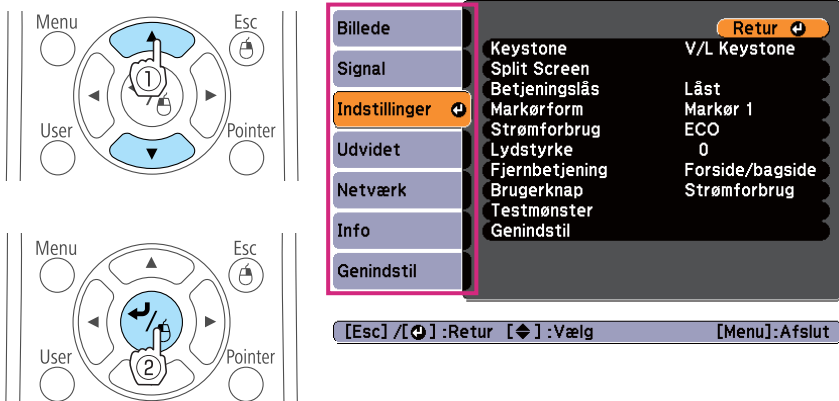 Menu
Esc
1
User
Pointer
Menu
Esc
User
Pointer
2
Billede
Signal
Indstillinger
Udvidet
Netværk
Info
Genindstil
Retur
Keystone V/L Keystone
Split Screen
Betjeningslås Låst
Markørform Markør 1
Strømforbrug ECO
Lydstyrke 0
Fjernbetjening Forside/bagside
Brugerknap Strømforbrug
Testmønster
Genindstil
[Esc] /[ ] :Retur [ ] :Vælg [Menu]:Afslut